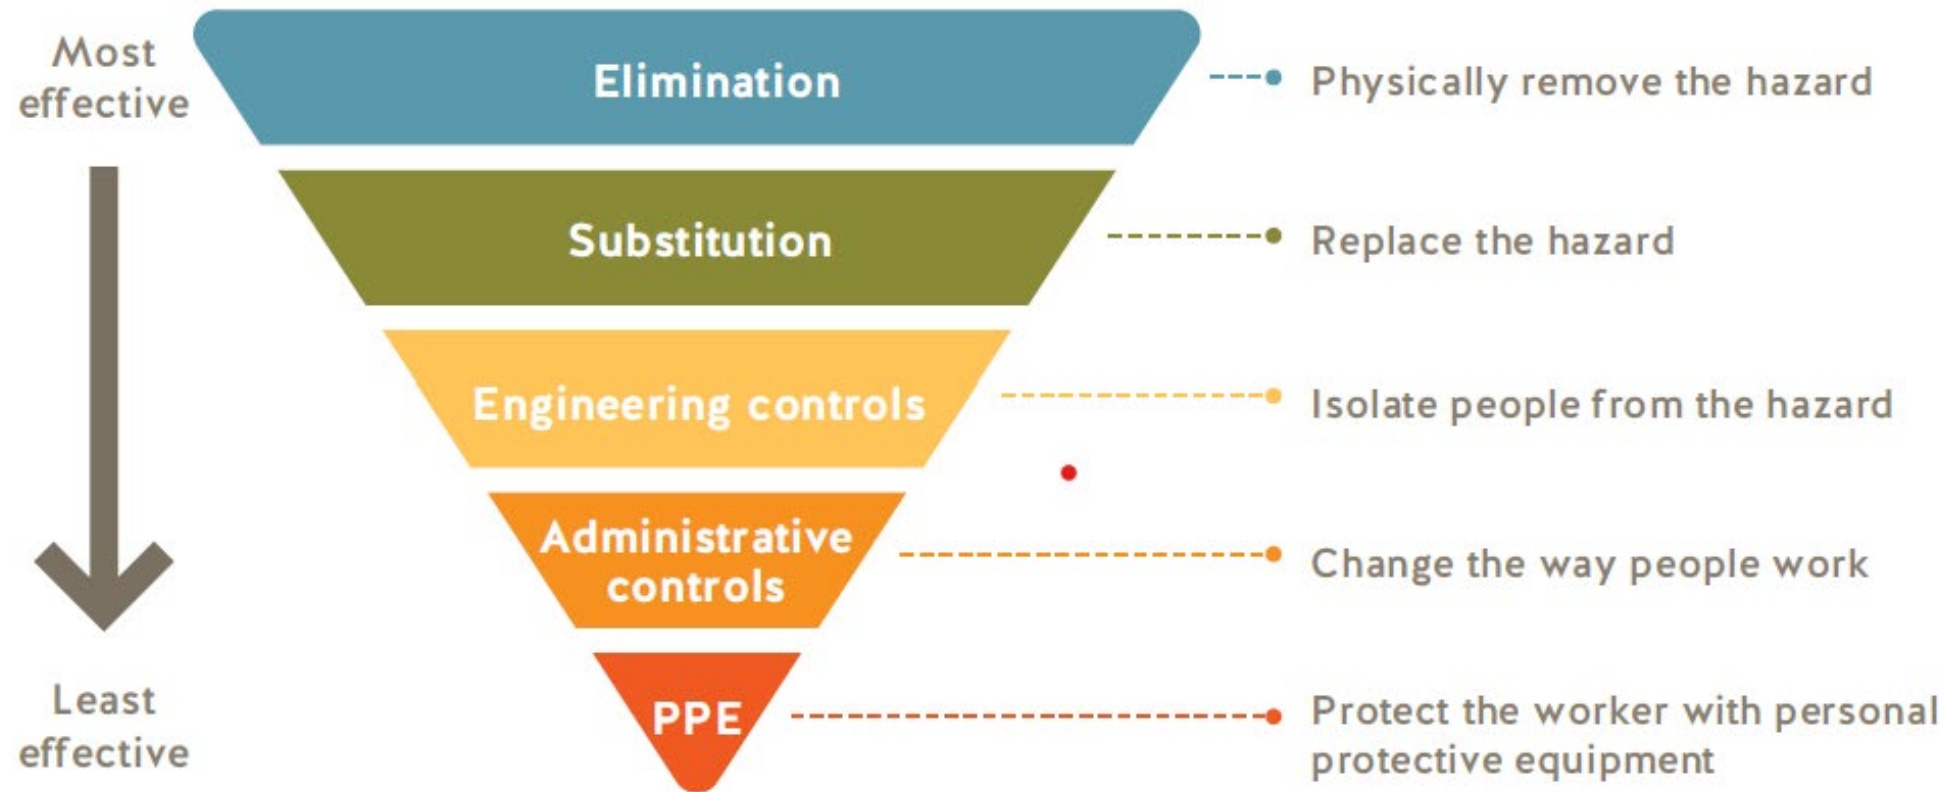 Most
effective
Elimination
Physically remove the hazard
Substitution
Replace the hazard
Engineering controls
Isolate people from the hazard
Administrative
controls
Change the way people work
Least
effective
PPE
Protect the worker with personal
protective equipment